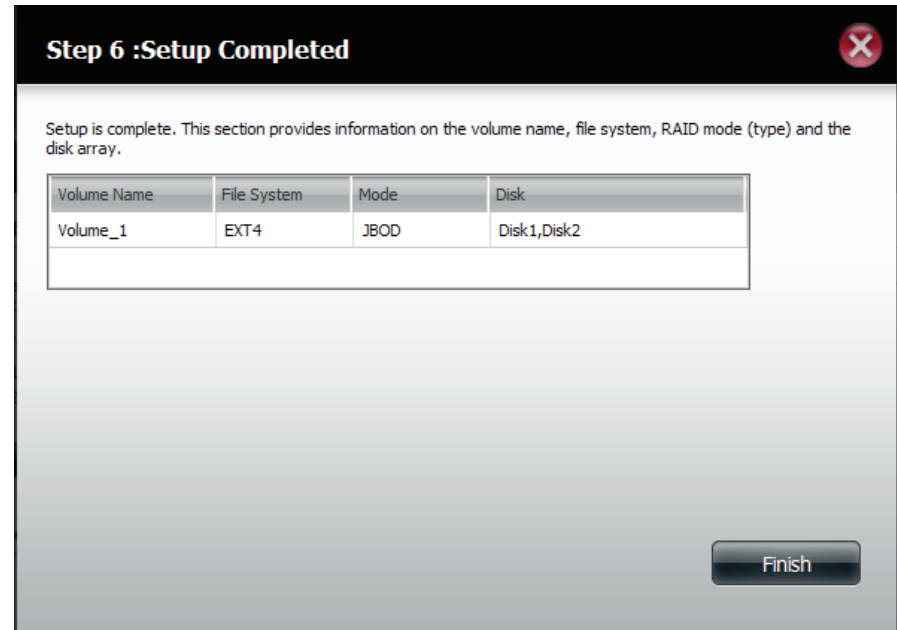 Step 6 :Setup Completed
Setup is complete. This section provides information on the volume name, file system, RAID mode (type) and the
disk array.
Volume Name File System Mode Disk
Volume_1 EXT4 JBOD Disk1,Disk2
Finish